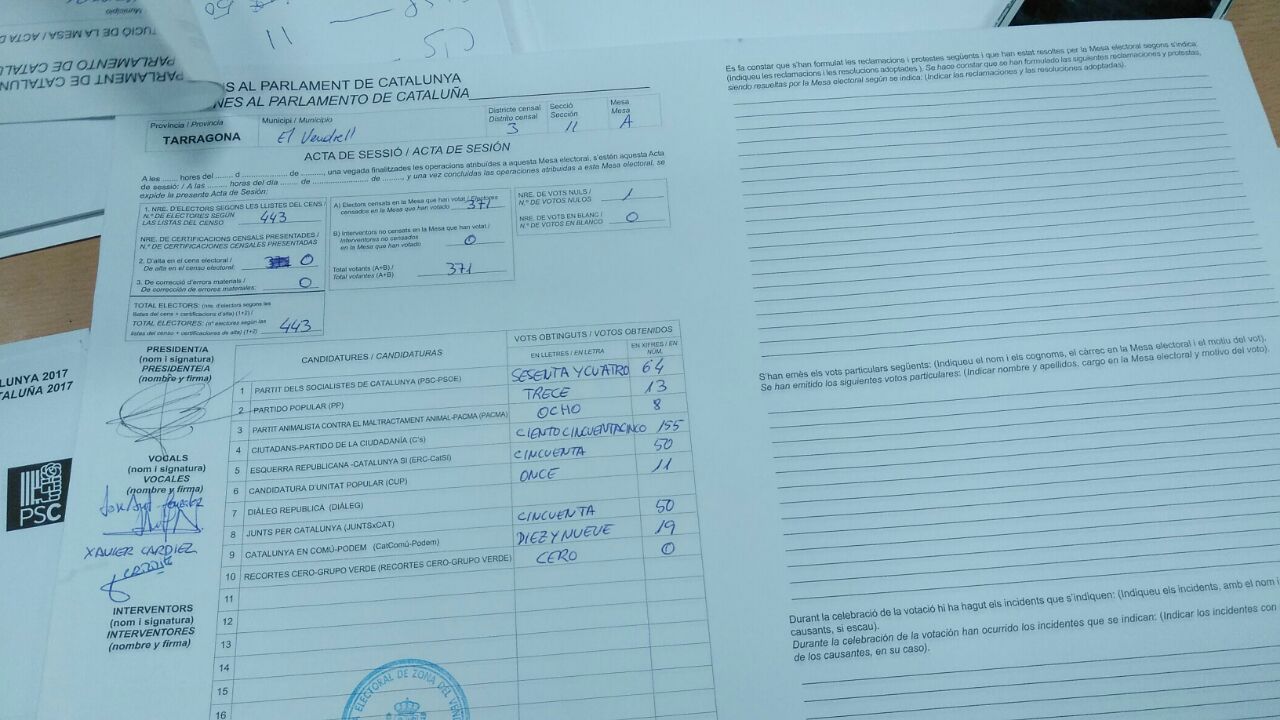 PARLAMENT DE CATALUN
PARLAMENTO DE CATAL
TUCIÓ DE LA MESA / ACTA DA
11
S AL PARLAMENT DE CATALUNYA
NES AL PARLAMENTO DE CATALUÑA
Província / Provincia
TARRAGONA
Municipi / Municipio
El Vendrell
Districte censal
Distrito censal
3
Secció
Sección
11
Mesa
Mesa
A
ACTA DE SESSIÓ / ACTA DE SESIÓN
A les ........ hores del ....... d ..................... de .........., una vegada finalitzades les operacions atribuïdes a aquesta Mesa electoral, s'estén aquesta Acta
de sessió: / A las ........ hores del día ....... de ..................... de ......... y una vez concluidas las operaciones atribuidas a este Mesa electoral, se
expide la presente Acta de Sesión:
1. NRE. D'ELECTORS SEGONS LES LLISTES DEL CENS /
N.º DE ELECTORES SEGÚN
LAS LISTAS DEL CENSO
443
NRE. DE CERTIFICACIONS CENSALS PRESENTADES /
N.º DE CERTIFICACIONES CENSALES PRESENTADAS
2. D'alta en el cens electoral /
De alta en el censo electoral:
0
3. De correcció d'errors materials /
De corrección de errores materiales:
0
TOTAL ELECTORS: (nre. d'electors segons les
llistes del cens + certificacions d'alta) (1+2) /
TOTAL ELECTORES: (nº electores según las
listas del censo + certificaciones de alta) (1+2)
443
A) Electors censats en la Mesa que han votat / Electores
censados en la Mesa que han votado
371
B) Interventors no censats en la Mesa que han votat /
Interventores no censados
en la Mesa que han votado
0
Total votants (A+B) /
Total votantes (A+B)
371
NRE. DE VOTS NULS /
N.º DE VOTOS NULOS
1
NRE. DE VOTS EN BLANC /
N.º DE VOTOS EN BLANCO
0
PRESIDENT/A
(nom i signatura)
PRESIDENTE/A
(nombre y firma)
VOCALS
(nom i signatura)
VOCALES
(nombre y firma)
XAVIER CARDIEZ
INTERVENTORS
(nom i signatura)
INTERVENTORES
(nombre y firma)
CANDIDATURES / CANDIDATURAS
VOTS OBTINGUTS / VOTOS OBTENIDOS
EN LLETRES / EN LETRA
EN XIFRES / EN NÚM.
1 PARTIT DELS SOCIALISTES DE CATALUNYA (PSC-PSOE) SESENTA Y CUATRO 64
2 PARTIDO POPULAR (PP) TRECE 13
3 PARTIT ANIMALISTA CONTRA EL MALTRACTAMENT ANIMAL-PACMA (PACMA) OCHO 8
4 CIUTADANS-PARTIDO DE LA CIUDADANÍA (C's) CIENTO CINCUENTACINCO 155
5 ESQUERRA REPUBLICANA -CATALUNYA SÍ (ERC-CatSÍ) CINCUENTA 50
6 CANDIDATURA D'UNITAT POPULAR (CUP) ONCE 11
7 DIÀLEG REPUBLICÀ (DIÀLEG)
8 JUNTS PER CATALUNYA (JUNTSxCAT) CINCUENTA 50
9 CATALUNYA EN COMÚ-PODEM (CatComú-Podem) DIEZ Y NUEVE 19
10 RECORTES CERO-GRUPO VERDE (RECORTES CERO-GRUPO VERDE) CERO 0
11
12
13
14
15
16
ELECTORAL DE ZONA DEL VEN
LUNYA 2017
TALUÑA 2017
PSC
Es fa constar que s'han formulat les reclamacions i protestes següents i que han estat resoltes per la Mesa electoral segons s'indica:
(Indiqueu les reclamacions i les resolucions adoptades ). Se hace constar que se han formulado las siguientes reclamaciones y protestas,
siendo resueltas por la Mesa electoral según se indica: (Indicar las reclamaciones y las resoluciones adoptadas).
S'han emès els vots particulars següents: (Indiqueu el nom i els cognoms, el càrrec en la Mesa electoral i el motiu del vot).
Se han emitido los siguientes votos particulares: (Indicar nombre y apellidos, cargo en la Mesa electoral y motivo del voto).
Durant la celebració de la votació hi ha hagut els incidents que s'indiquen: (Indiqueu els incidents, amb el nom i
causants, si escau).
Durante la celebración de la votación han ocurrido los incidentes que se indican: (Indicar los incidentes con
de los causantes, en su caso).